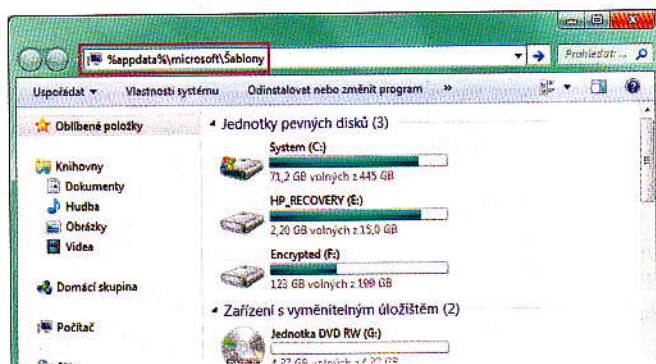 %appdata%\microsoft\Šablony
Prohledat: ...
Uspořádat
Vlastnosti systému
Odinstalovat nebo změnit program
»
Oblíbené položky
Knihovny
Dokumenty
Hudba
Obrázky
Videa
Domácí skupina
Počítač
Jednotky pevných disků (3)
System (C:)
71,2 GB volných z 445 GB
HP_RECOVERY (E:)
2,20 GB volných z 15,0 GB
Encrypted (F:)
123 GB volných z 199 GB
Zařízení s vyměnitelným úložištěm (2)
Jednotka DVD RW (G:)